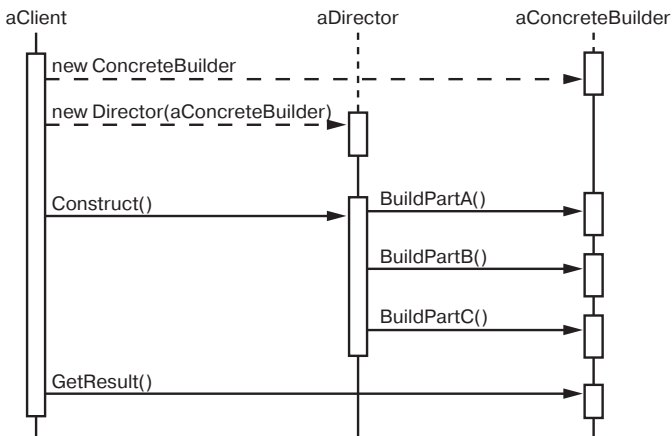 aClient aDirector aConcreteBuilder
new ConcreteBuilder
new Director(aConcreteBuilder)
Construct() BuildPartA()
BuildPartB()
BuildPartC()
GetResult()